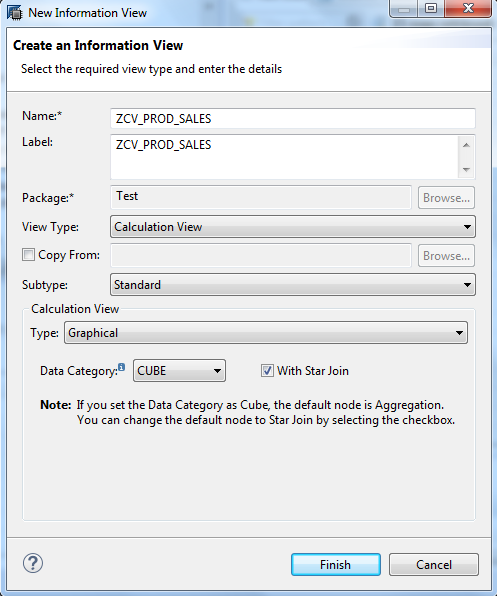 New Information View
Create an Information View
Select the required view type and enter the details
Name:* ZCV_PROD_SALES
Label: ZCV_PROD_SALES
Package:* Test Browse...
View Type: Calculation View
Copy From: Browse...
Subtype: Standard
Calculation View
Type: Graphical
Data Category: CUBE With Star Join
Note: If you set the Data Category as Cube, the default node is Aggregation.
You can change the default node to Star Join by selecting the checkbox.
? Finish Cancel